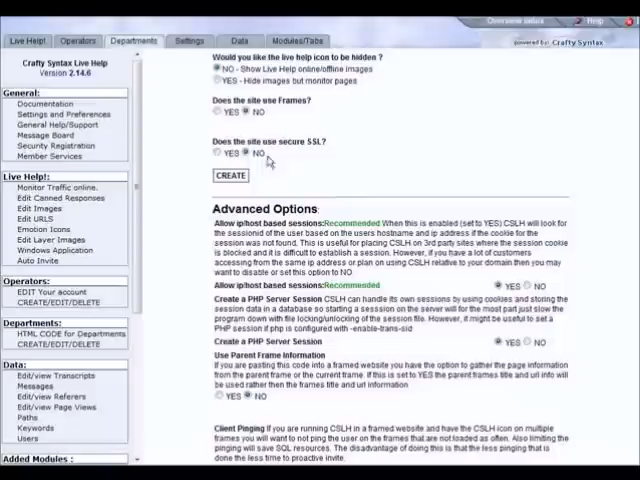 Overview setup
Help
Live Help!
Operators
Departments
Settings
Data
Modules/Tabs
powered by: Crafty Syntax
Crafty Syntax Live Help
Version 2.14.6
General:
Documentation
Settings and Preferences
General Help/Support
Message Board
Security Registration
Member Services
Live Help!:
Monitor Traffic online.
Edit Canned Responses
Edit Images
Edit URLS
Emotion Icons
Edit Layer Images
Windows Application
Auto Invite
Operators:
EDIT Your account
CREATE/EDIT/DELETE
Departments:
HTML CODE for Departments
CREATE/EDIT/DELETE
Data:
Edit/view Transcripts
Messages
Edit/view Referers
Edit/view Page Views
Paths
Keywords
Users
Added Modules :
Would you like the live help icon to be hidden ?
NO - Show Live Help online/offline images
YES - Hide images but monitor pages
Does the site use Frames?
YES NO
Does the site use secure SSL?
YES NO
CREATE
Advanced Options:
Allow ip/host based sessions:Recommended When this is enabled (set to YES) CSLH will look for
the sessionid of the user based on the users hostname and ip address if the cookie for the
session was not found. This is useful for placing CSLH on 3rd party sites where the session cookie
is blocked and it is difficult to establish a session. However, if you have a lot of customers
accessing from the same ip address or plan on using CSLH relative to your domain then you may
want to disable or set this option to NO
Allow ip/host based sessions:Recommended YES NO
Create a PHP Server Session CSLH can handle its own sessions by using cookies and storing the
session data in a database so starting a sesssion on the server will for the most part just slow the
program down with file locking/unlocking of the session file. However, it might be useful to set a
PHP session if php is configured with -enable-trans-sid
Create a PHP Server Session YES NO
Use Parent Frame Information
If you are pasting this code into a framed website you have the option to gather the page information
from the parent frame or the current frame. If this is set to YES the parent frames title and url info will
be used rather then the frames title and url information
YES NO
Client Pinging If you are running CSLH in a framed website and have the CSLH icon on multiple
frames you will want to not ping the user on the frames that are not loaded as often. Also limiting the
pinging will save SQL resources. The disadvantage of doing this is that the less pinging that is
done the less time to proactive invite.